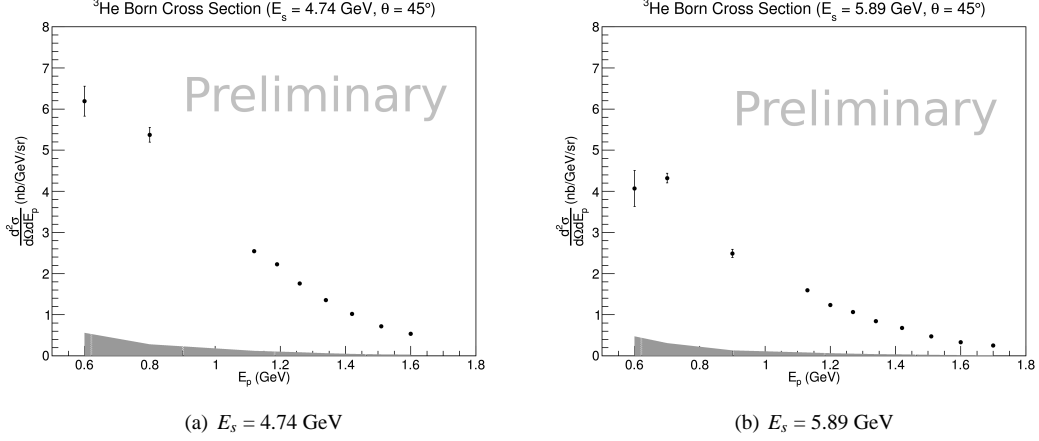 ³He Born Cross Section (Eₛ = 4.74 GeV, θ = 45°)
Preliminary
d²σ/dΩdEₚ (nb/GeV/sr)
8
7
6
5
4
3
2
1
0
0.6 0.8 1 1.2 1.4 1.6 1.8
Eₚ (GeV)
(a) Eₛ = 4.74 GeV
³He Born Cross Section (Eₛ = 5.89 GeV, θ = 45°)
Preliminary
d²σ/dΩdEₚ (nb/GeV/sr)
8
7
6
5
4
3
2
1
0
0.6 0.8 1 1.2 1.4 1.6 1.8
Eₚ (GeV)
(b) Eₛ = 5.89 GeV